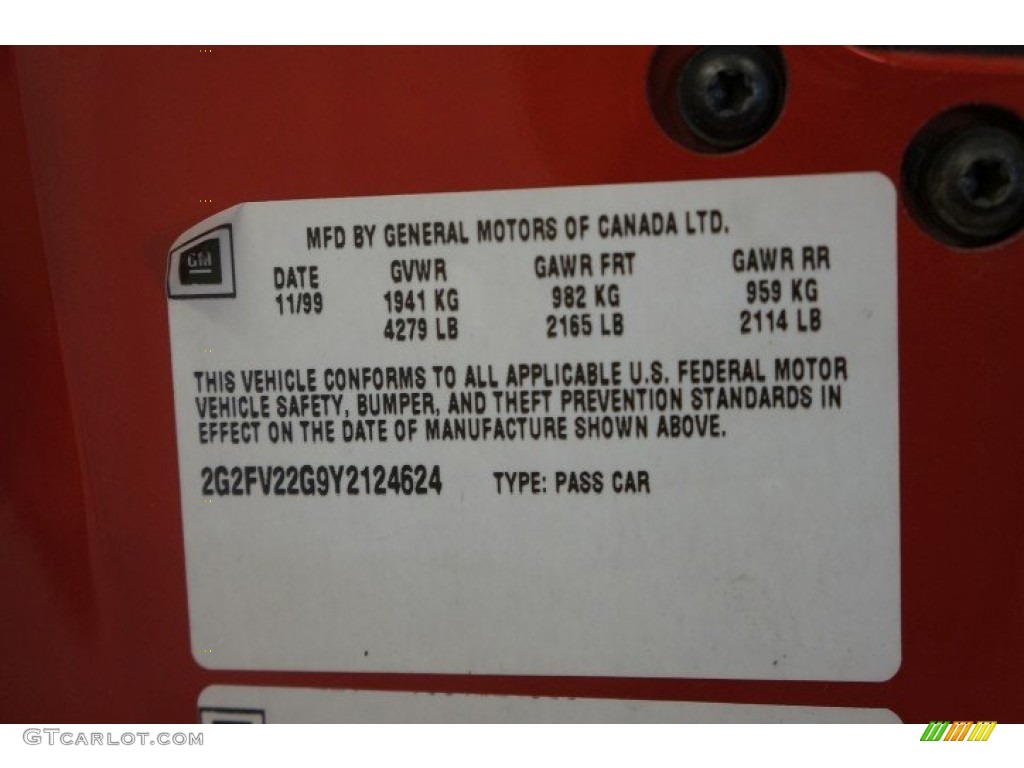 MFD BY GENERAL MOTORS OF CANADA LTD.
GM
DATE GVWR GAWR FRT GAWR RR
11/99 1941 KG 982 KG 959 KG
4279 LB 2165 LB 2114 LB
THIS VEHICLE CONFORMS TO ALL APPLICABLE U.S. FEDERAL MOTOR
VEHICLE SAFETY, BUMPER, AND THEFT PREVENTION STANDARDS IN
EFFECT ON THE DATE OF MANUFACTURE SHOWN ABOVE.
2G2FV22G9Y2124624 TYPE: PASS CAR
GTCARLOT.COM